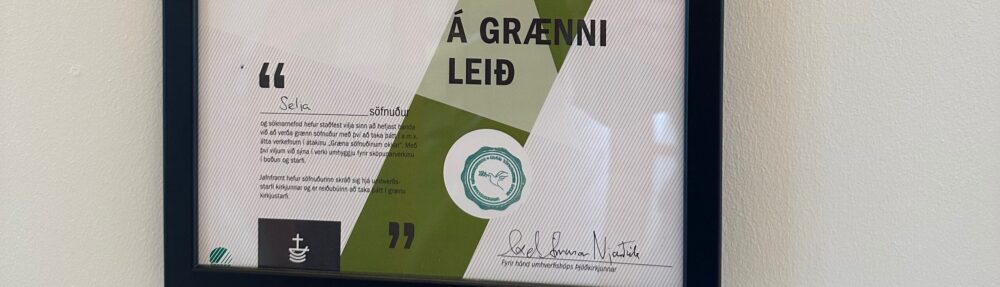 Á GRÆNNI
LEIÐ
“
Selja söfnuður
og sóknarnefnd hefur staðfest vilja sinn að hefjast handa
við að verða grænn söfnuður með því að taka þátt í a.m.k.
átta verkefnum í átakinu „Græna söfnuðinum okkar“. Með
því viljum við sýna í verki umhyggju fyrir sköpunarverkinu
í boðun og starfi.
Jafnframt hefur söfnuðurinn skráð sig hjá umhverfis-
starfi kirkjunnar og er reiðubúinn að taka þátt í grænu
kirkjustarfi.
”
Fyrir hönd umhverfishóps þjóðkirkjunnar